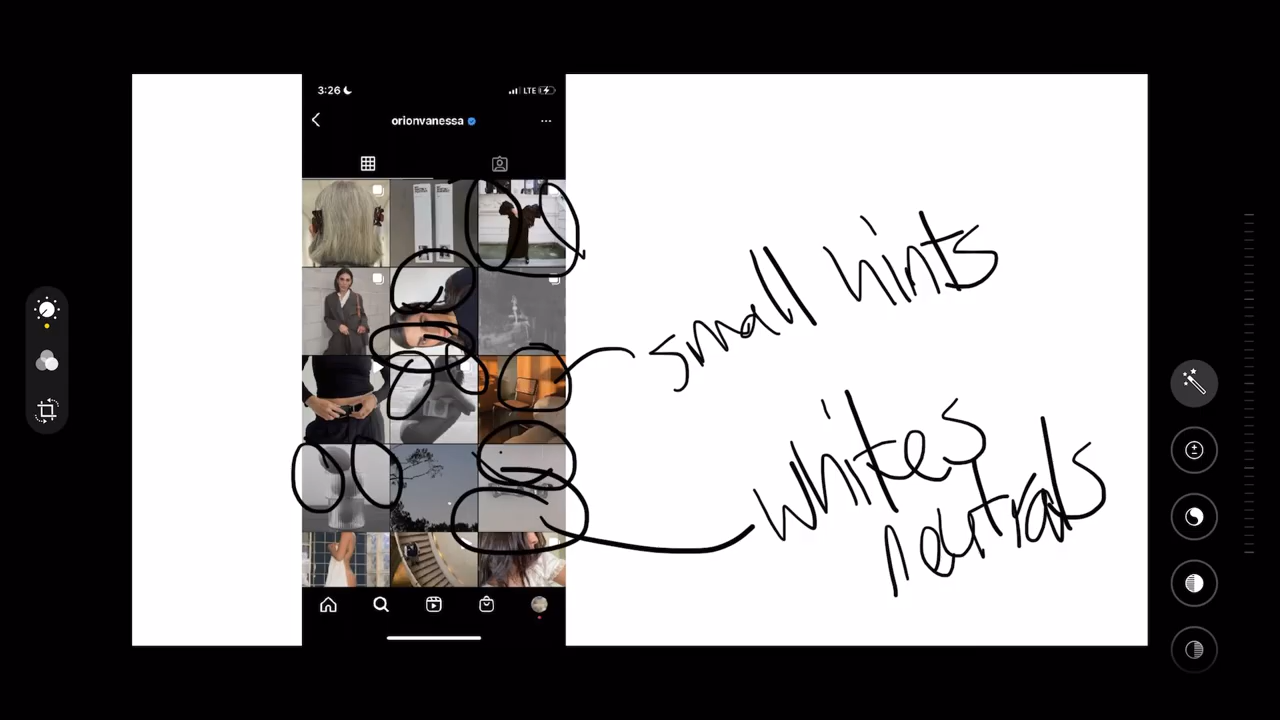 3:26
LTE
orionvanessa
small hints
whites
neutrals